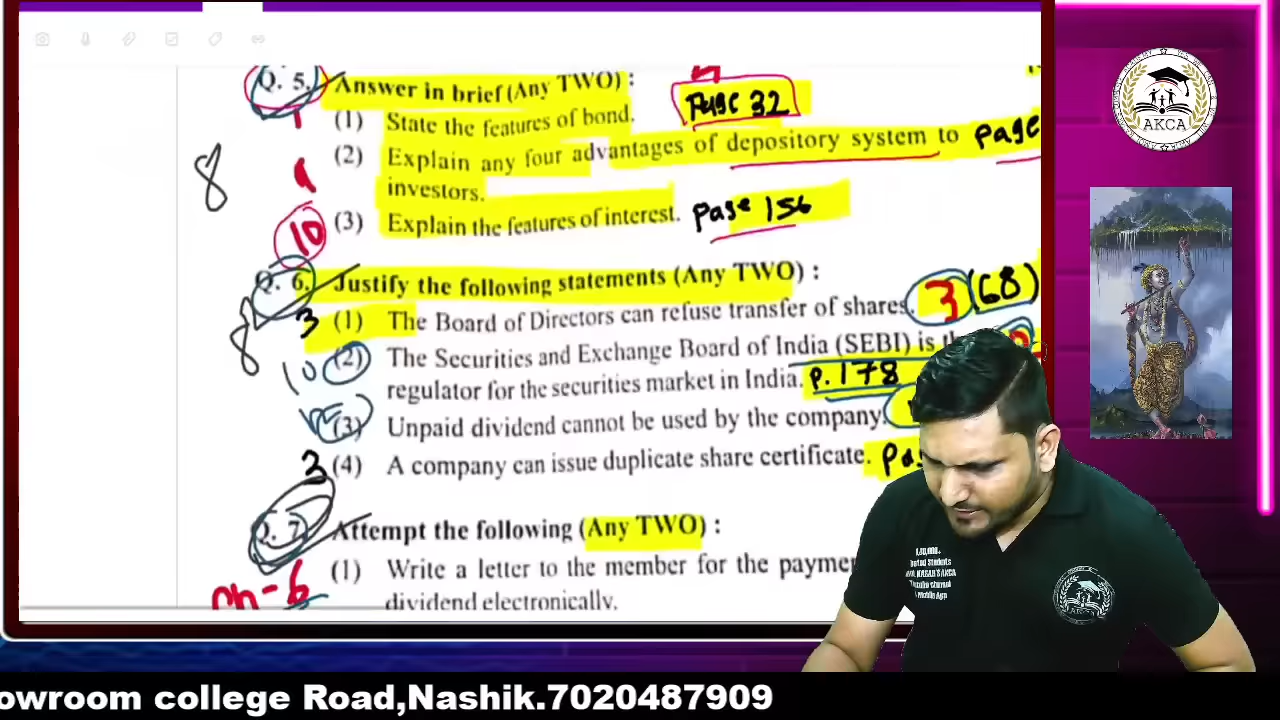 Q. 5. Answer in brief (Any TWO) :
Page 32
(1) State the features of bond.
(2) Explain any four advantages of depository system to Page
investors.
8
10 (3) Explain the features of interest. Page 156
Q. 6. Justify the following statements (Any TWO) :
8
3 (1) The Board of Directors can refuse transfer of shares. 3 (68)
10 (2) The Securities and Exchange Board of India (SEBI) is
regulator for the securities market in India. P.178
(3) Unpaid dividend cannot be used by the company.
3 (4) A company can issue duplicate share certificate.
Q. 7. Attempt the following (Any TWO) :
(1) Write a letter to the member for the
ch-6 dividend electronically.
AKCA
college Road,Nashik.7020487909